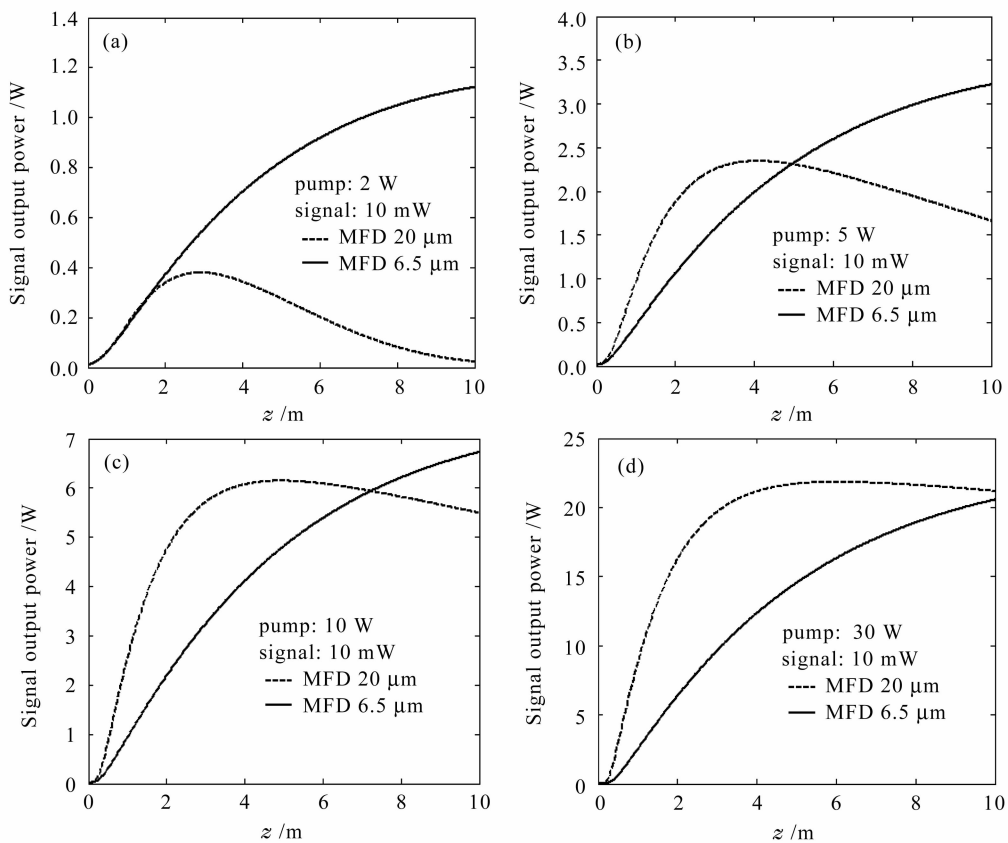 (a)
Signal output power /W
1.4
1.2
1.0
0.8
0.6
0.4
0.2
0.0
0 2 4 6 8 10
z /m
pump: 2 W
signal: 10 mW
MFD 20 μm
MFD 6.5 μm
(b)
Signal output power /W
4.0
3.5
3.0
2.5
2.0
1.5
1.0
0.5
0.0
0 2 4 6 8 10
z /m
pump: 5 W
signal: 10 mW
MFD 20 μm
MFD 6.5 μm
(c)
Signal output power /W
7
6
5
4
3
2
1
0
0 2 4 6 8 10
z /m
pump: 10 W
signal: 10 mW
MFD 20 μm
MFD 6.5 μm
(d)
Signal output power /W
25
20
15
10
5
0
0 2 4 6 8 10
z /m
pump: 30 W
signal: 10 mW
MFD 20 μm
MFD 6.5 μm